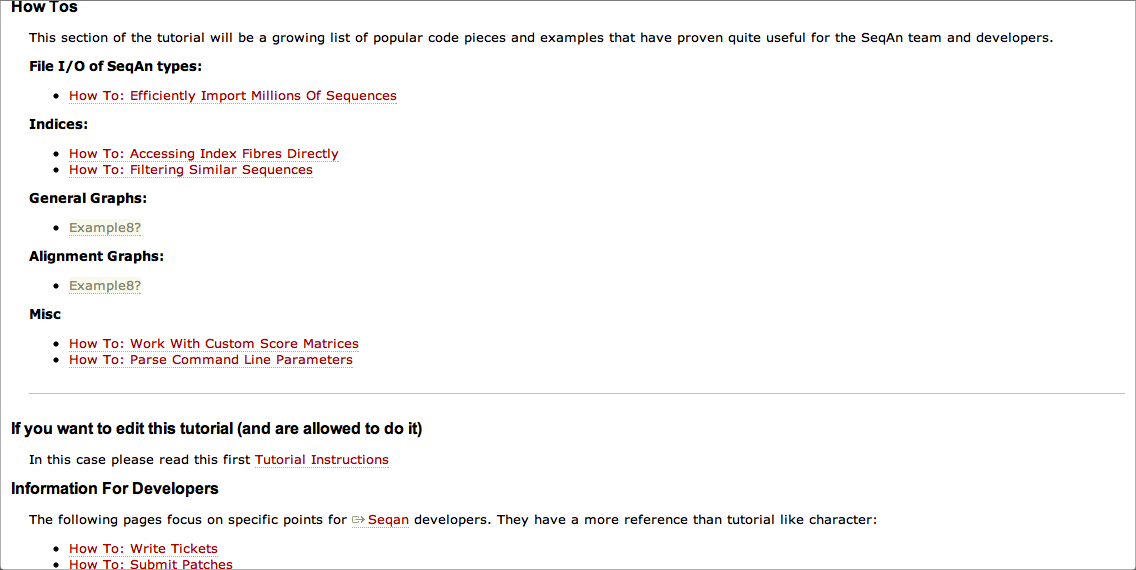 How Tos
This section of the tutorial will be a growing list of popular code pieces and examples that have proven quite useful for the SeqAn team and developers.
File I/O of SeqAn types:
How To: Efficiently Import Millions Of Sequences
Indices:
How To: Accessing Index Fibres Directly
How To: Filtering Similar Sequences
General Graphs:
Example8?
Alignment Graphs:
Example8?
Misc
How To: Work With Custom Score Matrices
How To: Parse Command Line Parameters
If you want to edit this tutorial (and are allowed to do it)
In this case please read this first Tutorial Instructions
Information For Developers
The following pages focus on specific points for Seqan developers. They have a more reference than tutorial like character:
How To: Write Tickets
How To: Submit Patches